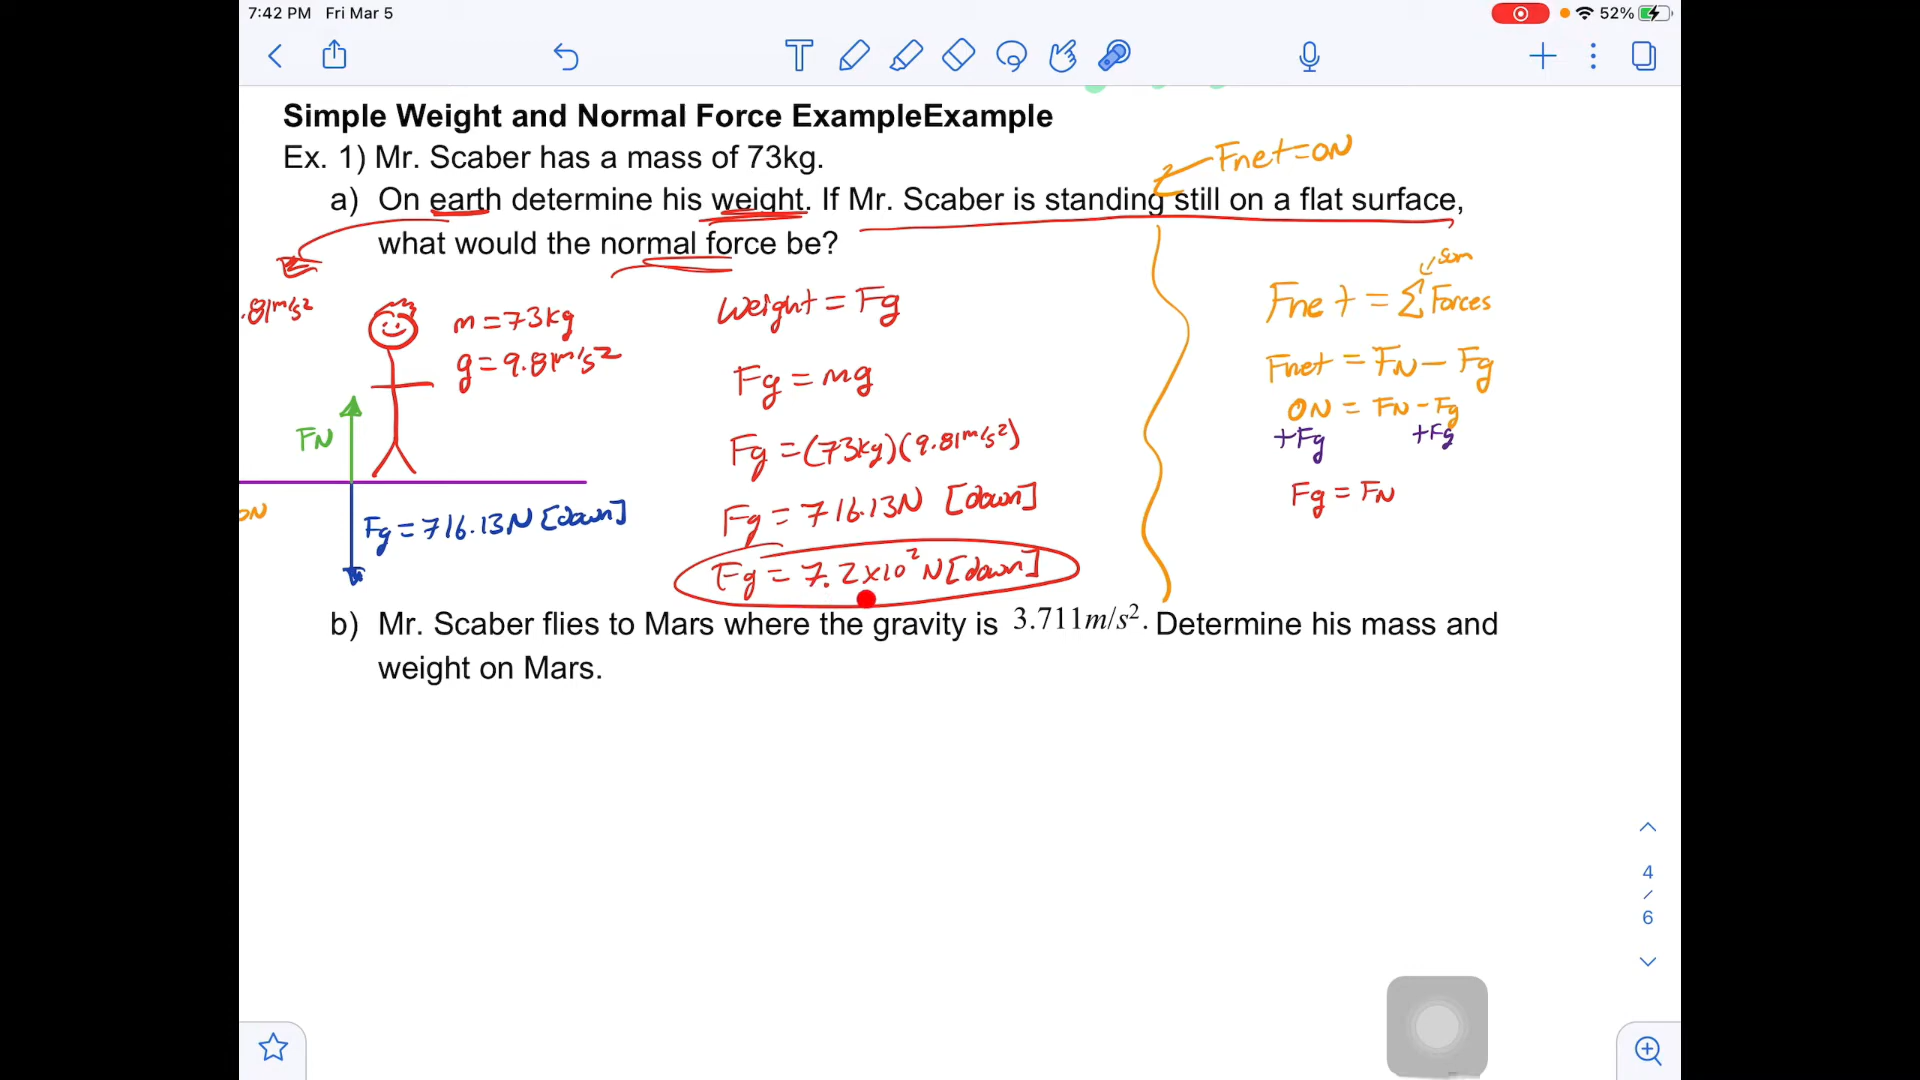 7:42 PM Fri Mar 5
52%
Simple Weight and Normal Force ExampleExample
Fnet=0N
Ex. 1) Mr. Scaber has a mass of 73kg.
a) On earth determine his weight. If Mr. Scaber is standing still on a flat surface,
what would the normal force be?
.81m/s²
m=73kg
g=9.81m/s²
FN
0N
Fg=716.13N [down]
Weight = Fg
Fg = mg
Fg =(73kg)(9.81m/s²)
Fg = 716.13N [down]
Fg = 7.2x10² N[down]
sum
Fnet = Σ Forces
Fnet = FN - Fg
0N = FN - Fg
+Fg +Fg
Fg = FN
b) Mr. Scaber flies to Mars where the gravity is 3.711m/s². Determine his mass and
weight on Mars.
4
/
6